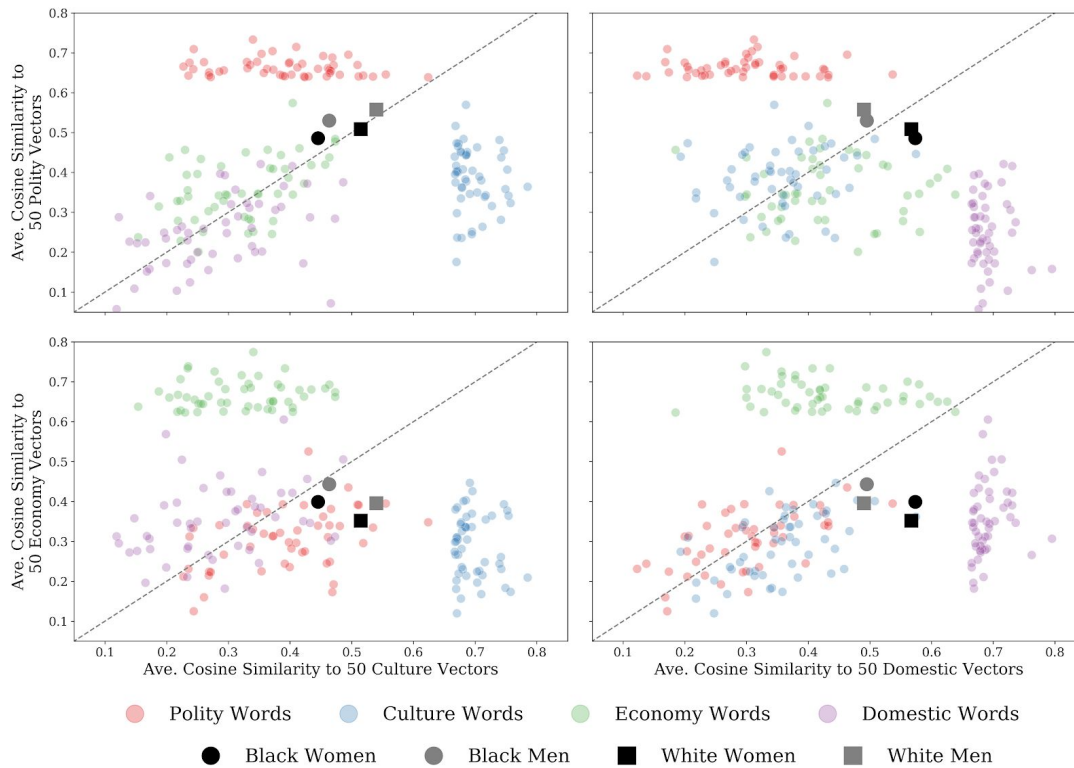 0.8
0.7
0.6
0.5
0.4
0.3
0.2
0.1
Ave. Cosine Similarity to
50 Polity Vectors
0.8
0.7
0.6
0.5
0.4
0.3
0.2
0.1
Ave. Cosine Similarity to
50 Economy Vectors
0.1 0.2 0.3 0.4 0.5 0.6 0.7 0.8
Ave. Cosine Similarity to 50 Culture Vectors
0.1 0.2 0.3 0.4 0.5 0.6 0.7 0.8
Ave. Cosine Similarity to 50 Domestic Vectors
Polity Words Culture Words Economy Words Domestic Words
Black Women Black Men White Women White Men